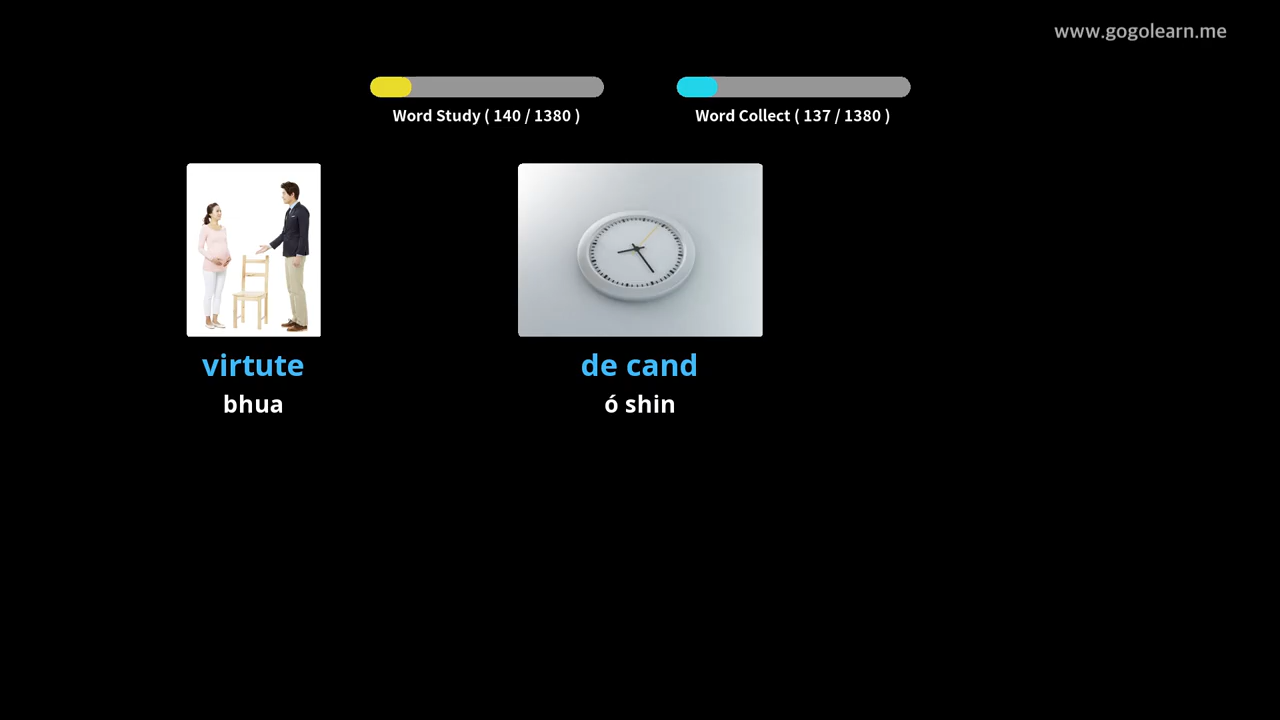 www.gogolearn.me
Word Study ( 140 / 1380 )
Word Collect ( 137 / 1380 )
virtute
bhua
de cand
ó shin